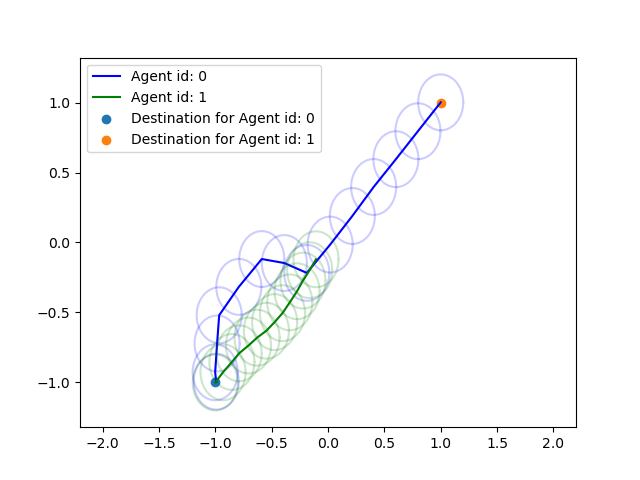 Agent id: 0
Agent id: 1
Destination for Agent id: 0
Destination for Agent id: 1
1.0
0.5
0.0
−0.5
−1.0
−2.0 −1.5 −1.0 −0.5 0.0 0.5 1.0 1.5 2.0